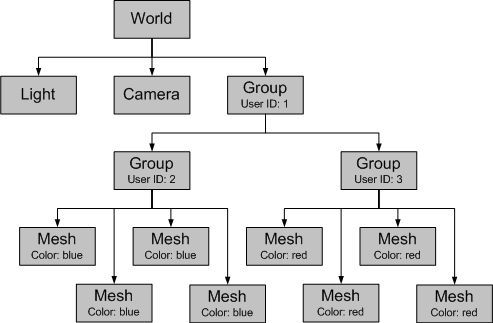 World
Light
Camera
Group
User ID: 1
Group
User ID: 2
Group
User ID: 3
Mesh
Color: blue
Mesh
Color: blue
Mesh
Color: red
Mesh
Color: red
Mesh
Color: blue
Mesh
Color: blue
Mesh
Color: red
Mesh
Color: red